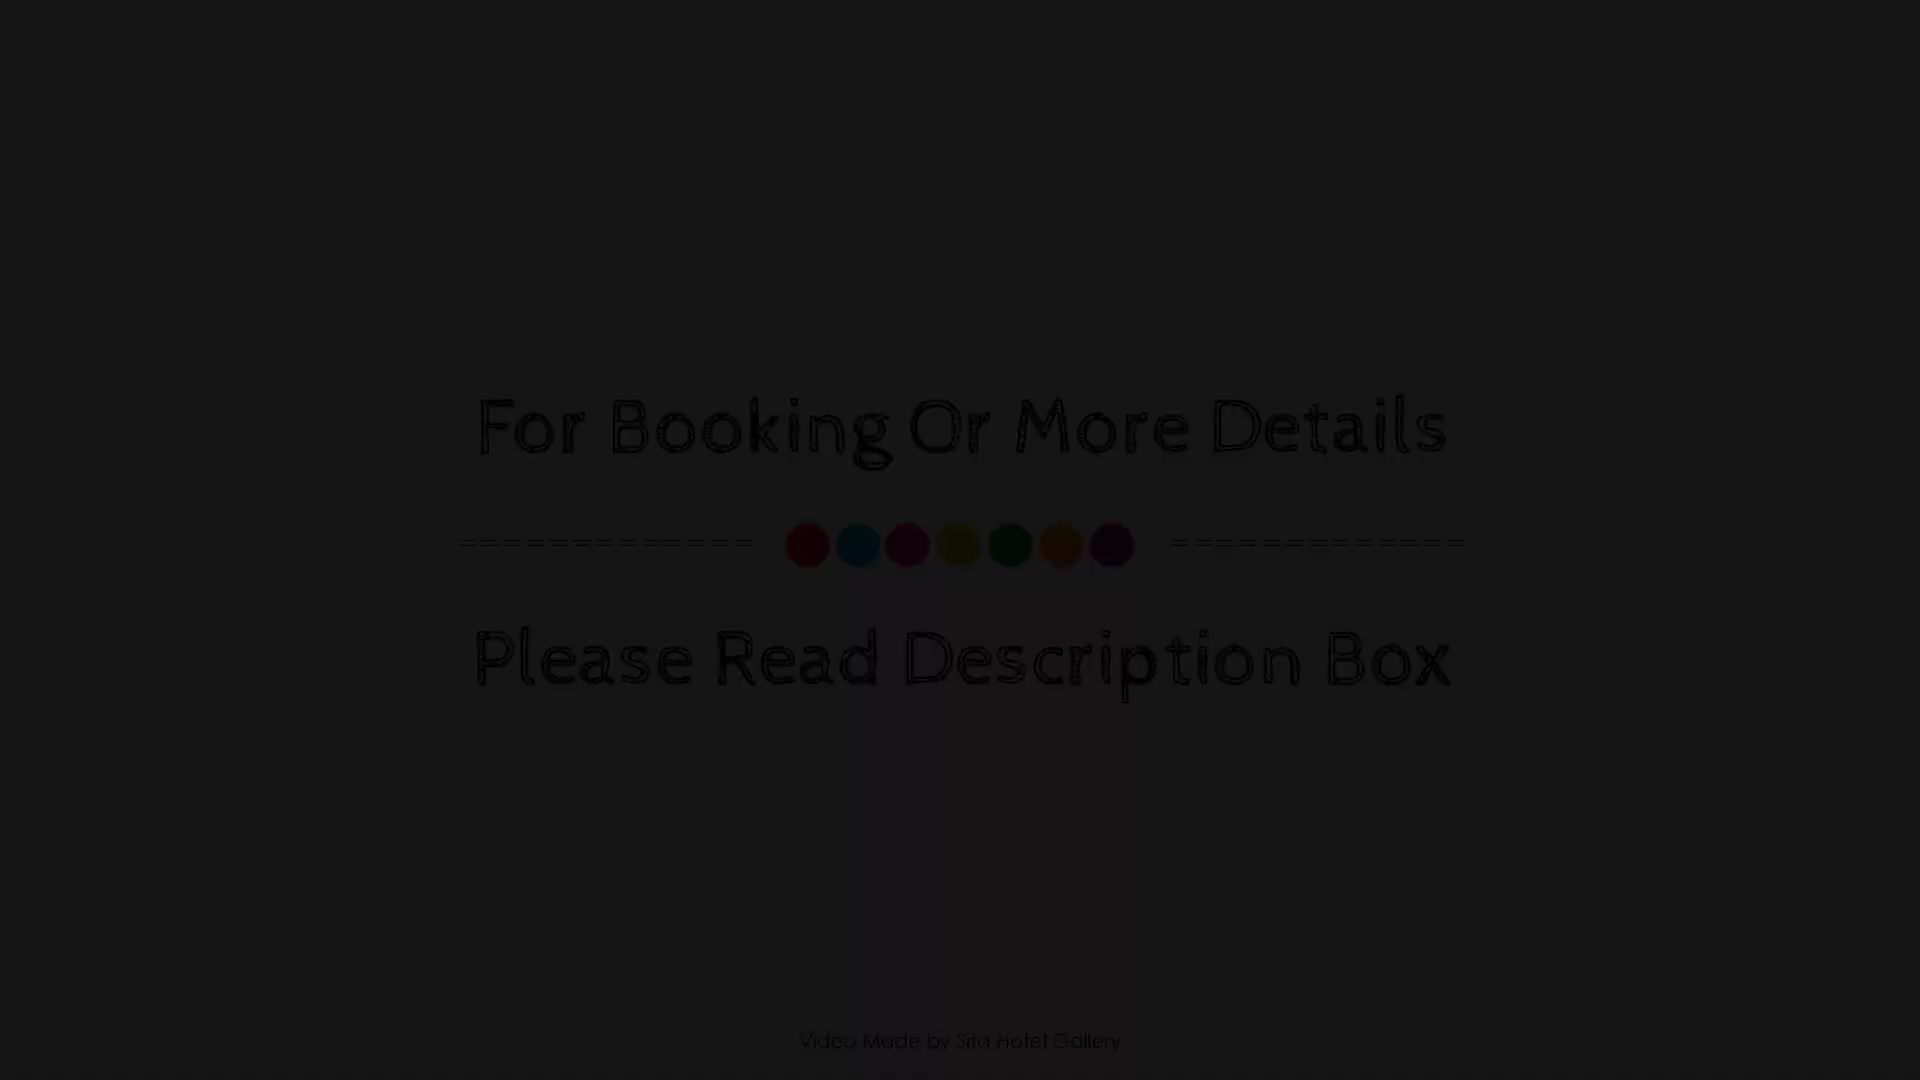 For Booking Or More Details
============= =============
Please Read Description Box
Video Made by Sita Hotel Gallery